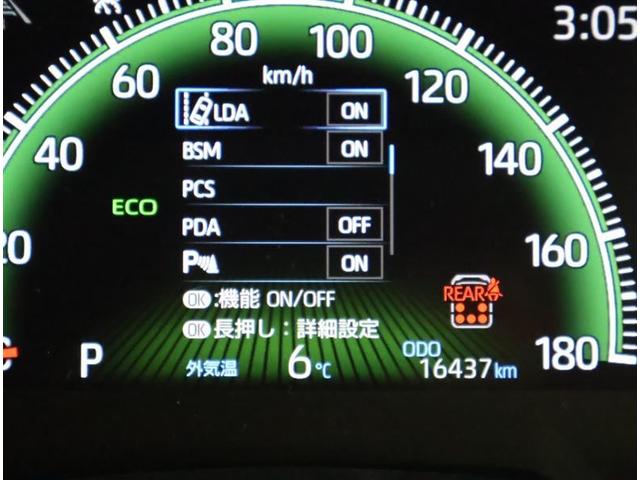 3:05
80
100
km/h
60
120
LDA ON
BSM ON
40
140
PCS
ECO
PDA OFF
20
160
P ON
REAR
OK:機能 ON/OFF
OK長押し:詳細設定
P
外気温 6℃
ODO
16437 km
180